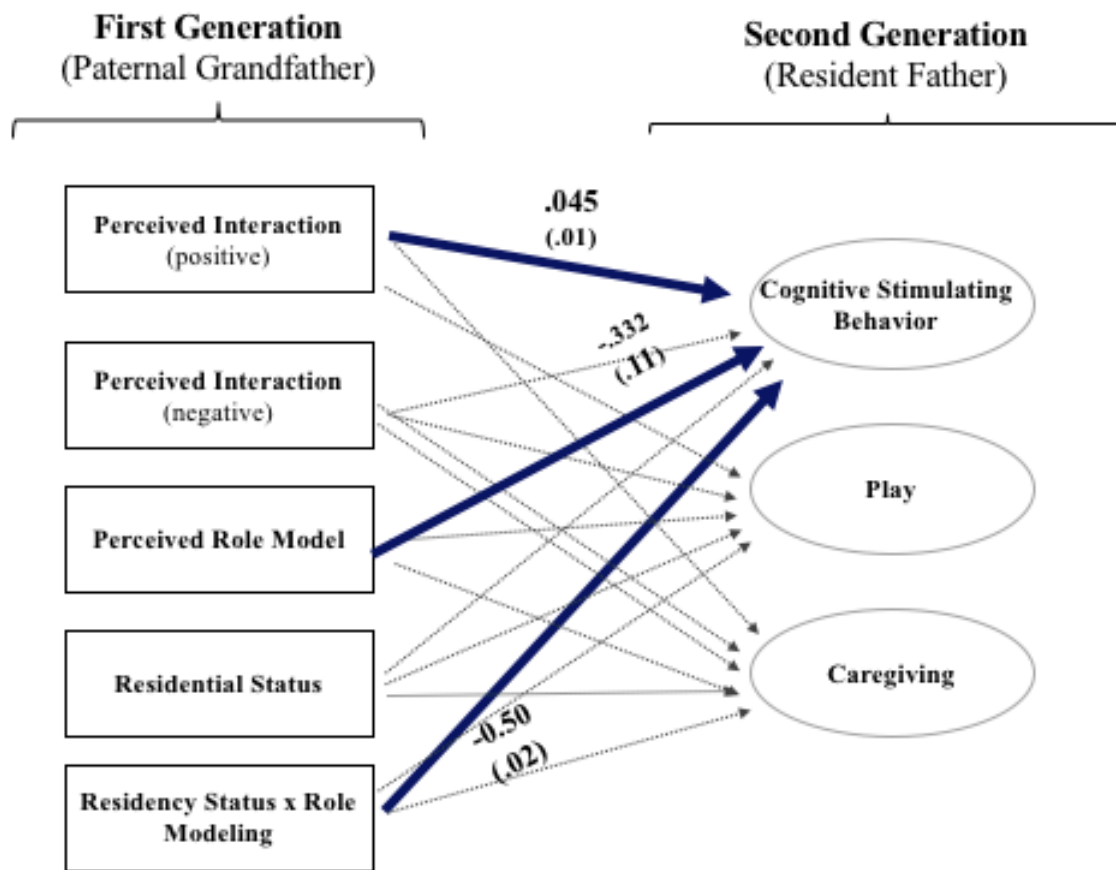 First Generation
(Paternal Grandfather)
Second Generation
(Resident Father)
Perceived Interaction
(positive)
Perceived Interaction
(negative)
Perceived Role Model
Residential Status
Residency Status x Role
Modeling
.045
(.01)
-.332
(.11)
-0.50
(.02)
Cognitive Stimulating
Behavior
Play
Caregiving